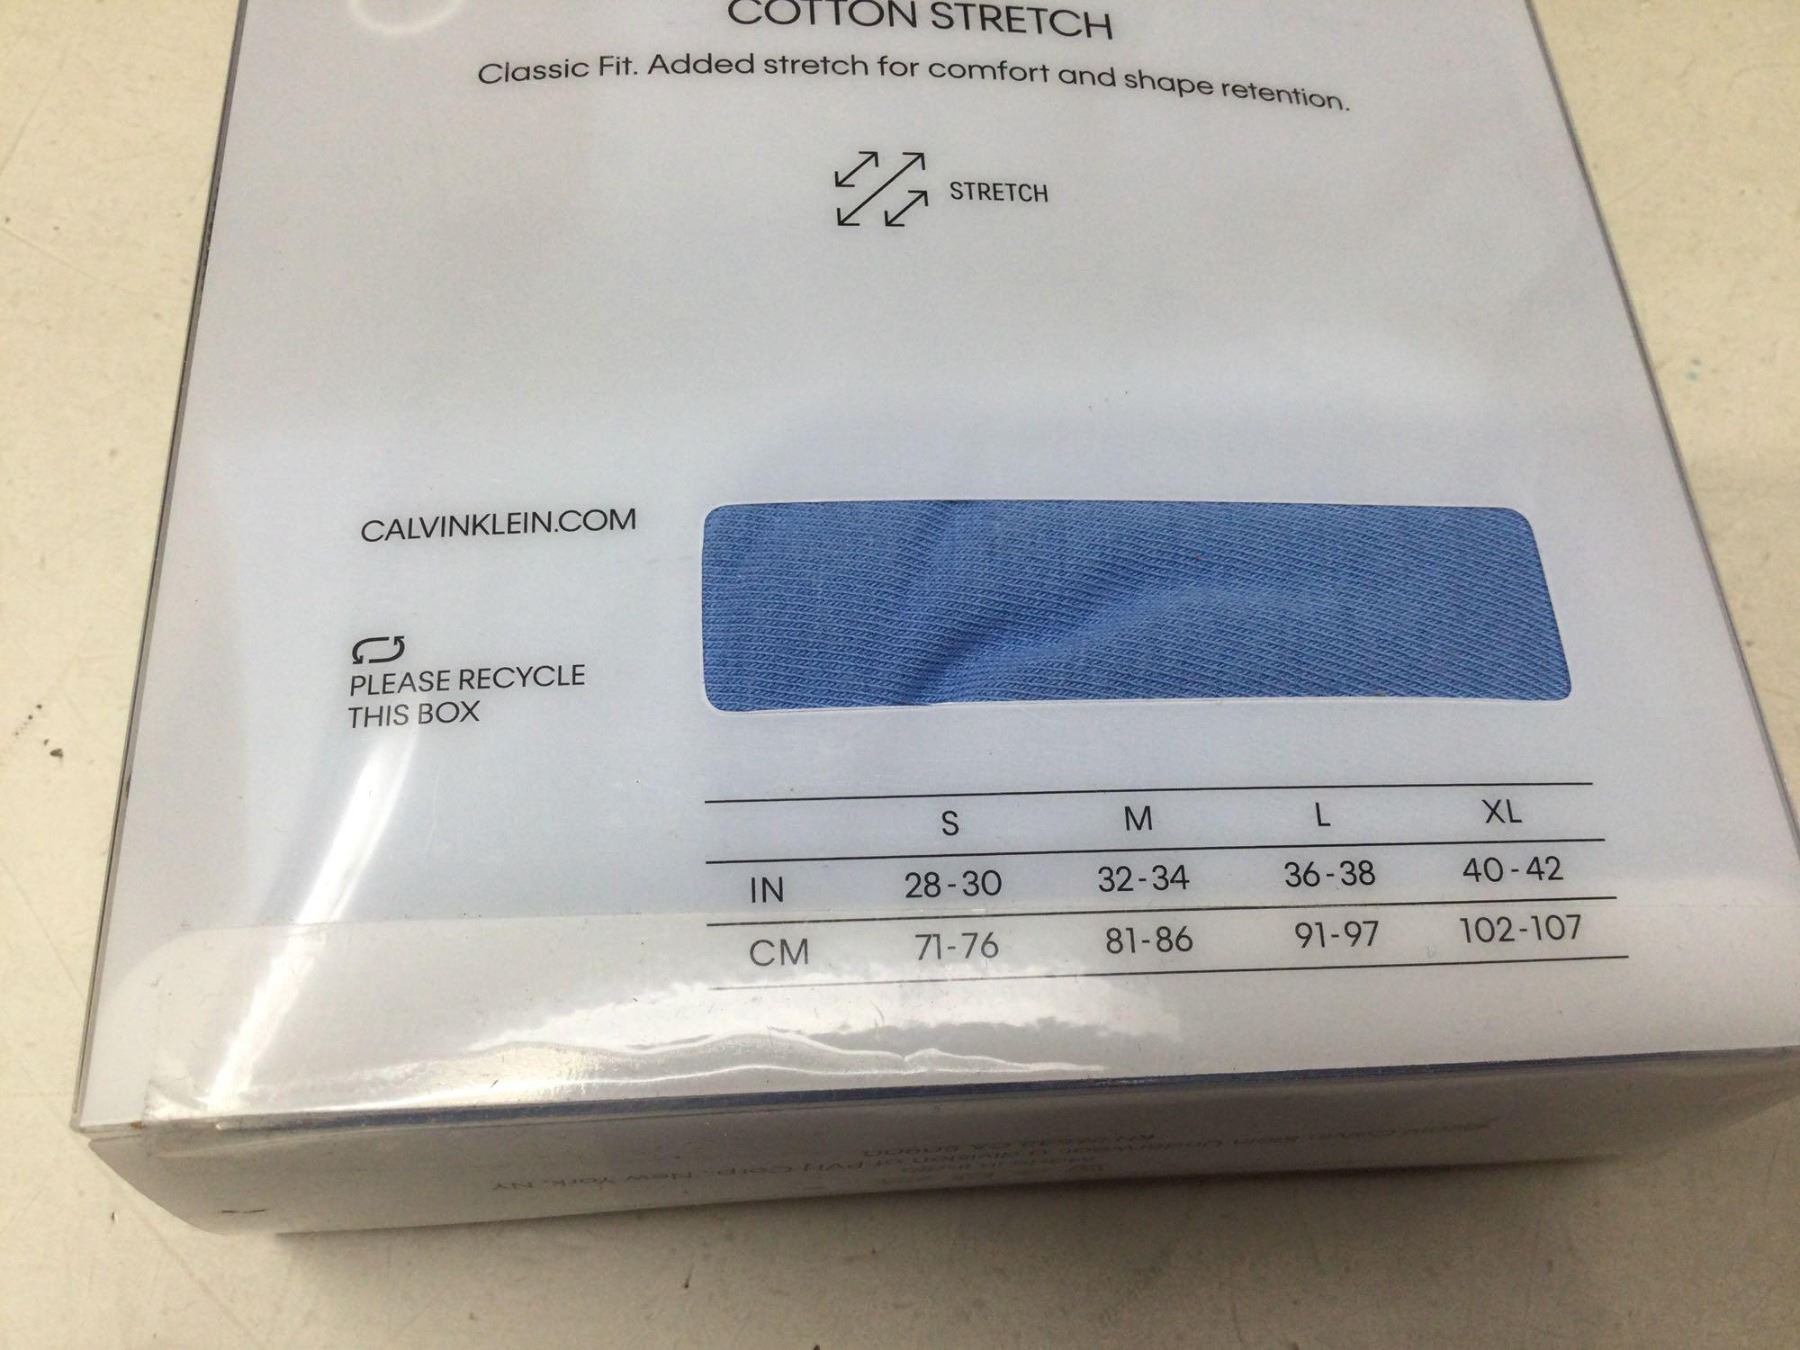 COTTON STRETCH
Classic Fit. Added stretch for comfort and shape retention.
STRETCH
CALVINKLEIN.COM
PLEASE RECYCLE
THIS BOX
S M L XL
IN 28-30 32-34 36-38 40-42
CM 71-76 81-86 91-97 102-107